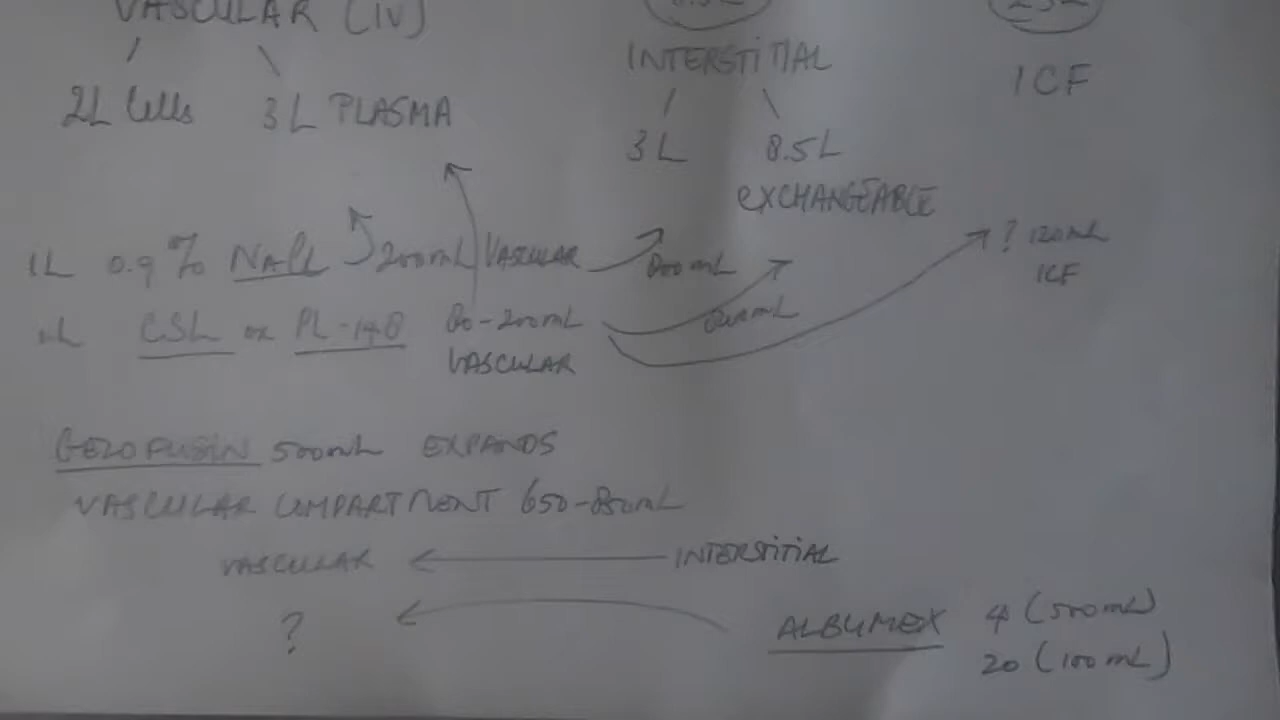 VASCULAR (IV)
INTERSTITIAL
ICF
2L Cells
3L PLASMA
3L
8.5L
EXCHANGEABLE
1L 0.9% NaCl 200mL VASCULAR 800mL
? 120mL
ICF
1L CSL or PL-148 80-200mL
VASCULAR
GELOFUSIN 500mL EXPANDS
VASCULAR COMPARTMENT 650-850mL
VASCULAR INTERSTITIAL
?
ALBUMEX 4 (500mL)
20 (100mL)